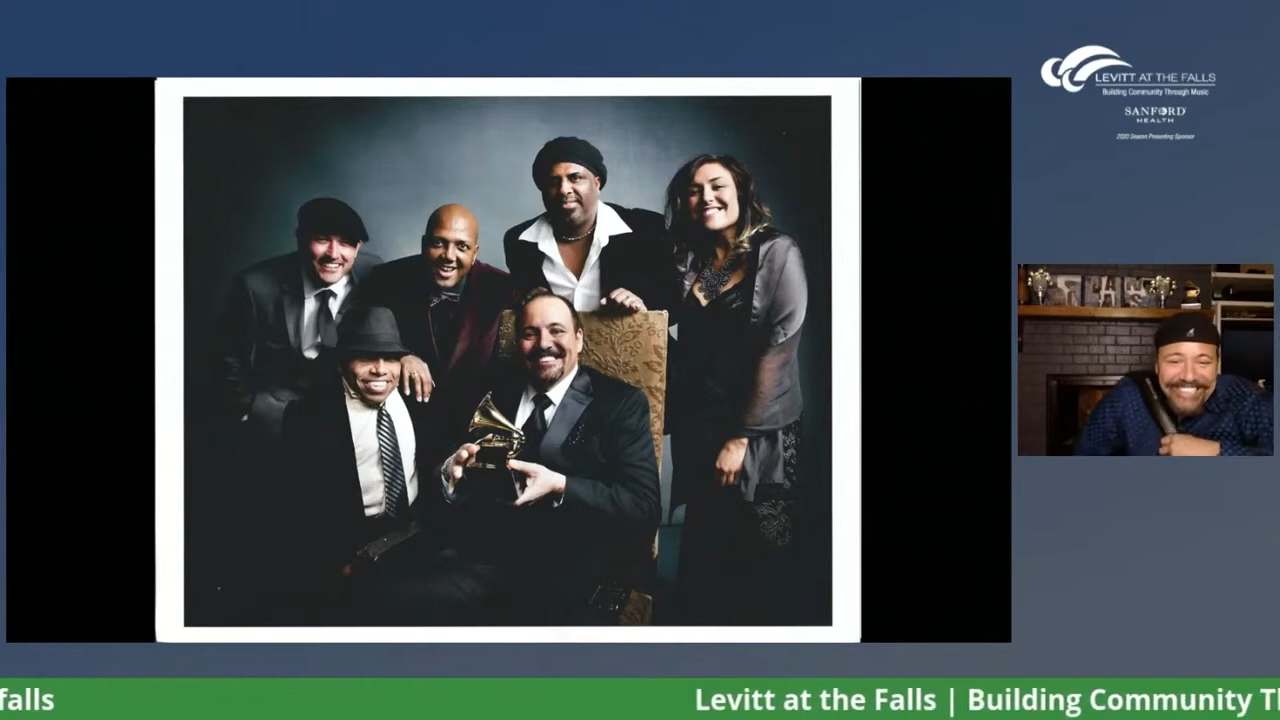 LEVITT AT THE FALLS
Building Community Through Music
SANFORD
HEALTH
2020 Season Presenting Sponsor
falls
Levitt at the Falls | Building Community Th